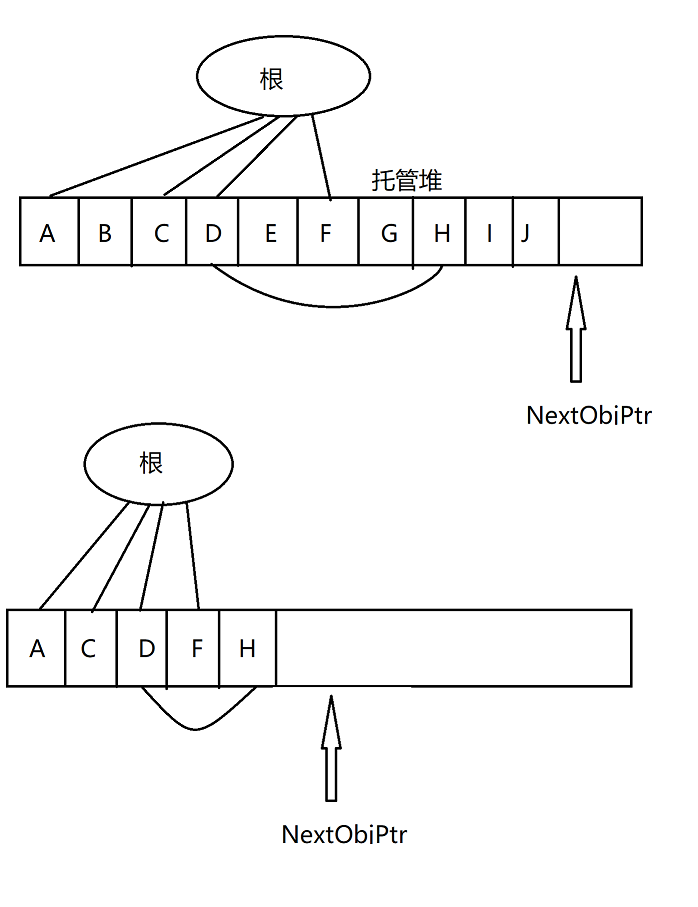 根
托管堆
A B C D E F G H I J
NextObiPtr
根
A C D F H
NextObiPtr